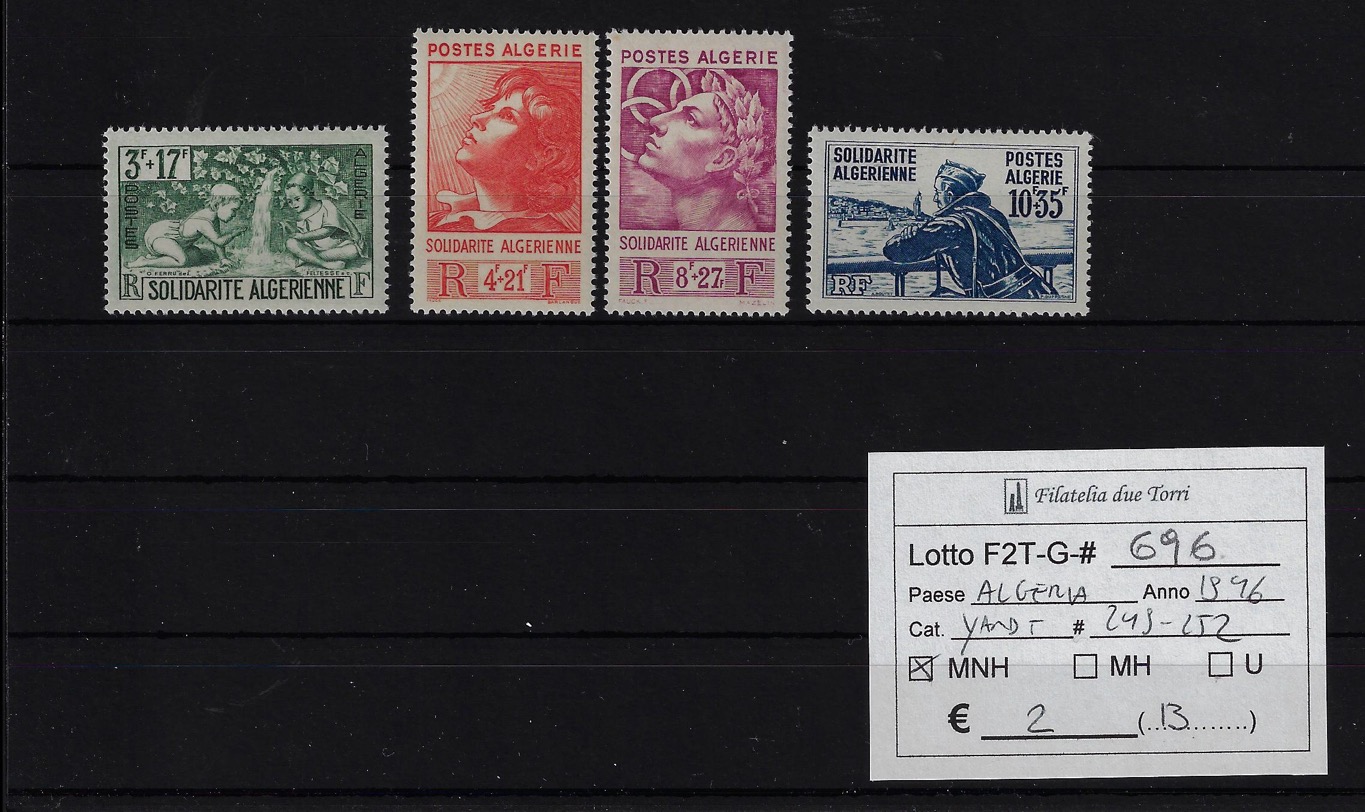 3F+17F
POSTES
ALGERIE
R SOLIDARITE ALGERIENNE F
POSTES ALGERIE
SOLIDARITE ALGERIENNE
R 4F+21F F
POSTES ALGERIE
SOLIDARITE ALGERIENNE
R 8F+27F F
SOLIDARITE ALGERIENNE
POSTES ALGERIE
10F+35F
RF
Filatelia due Torri
Lotto F2T-G-# 696
Paese ALGERIA Anno 1946
Cat. YANDT # 249-252
MNH MH U
€ 2 (..13........)